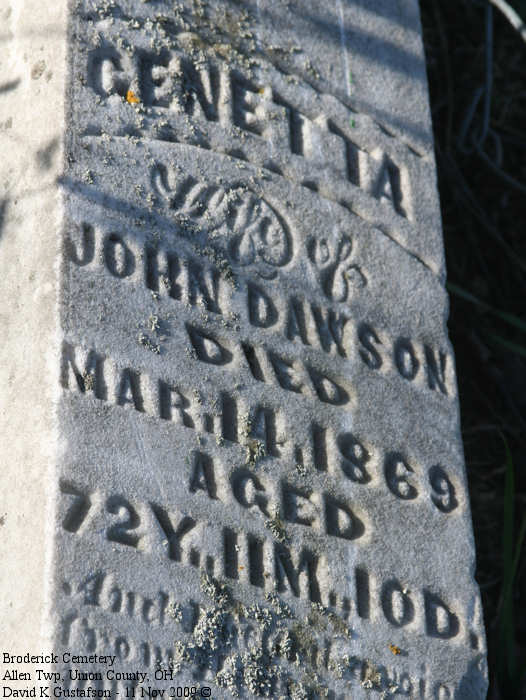 GENETTA
Wife of
JOHN DAWSON
DIED
MAR. 14, 1869
AGED
72Y., 11M., 10D.
And
Broderick Cemetery
Allen Twp, Union County, OH
David K Gustafson - 11 Nov 2009 ©